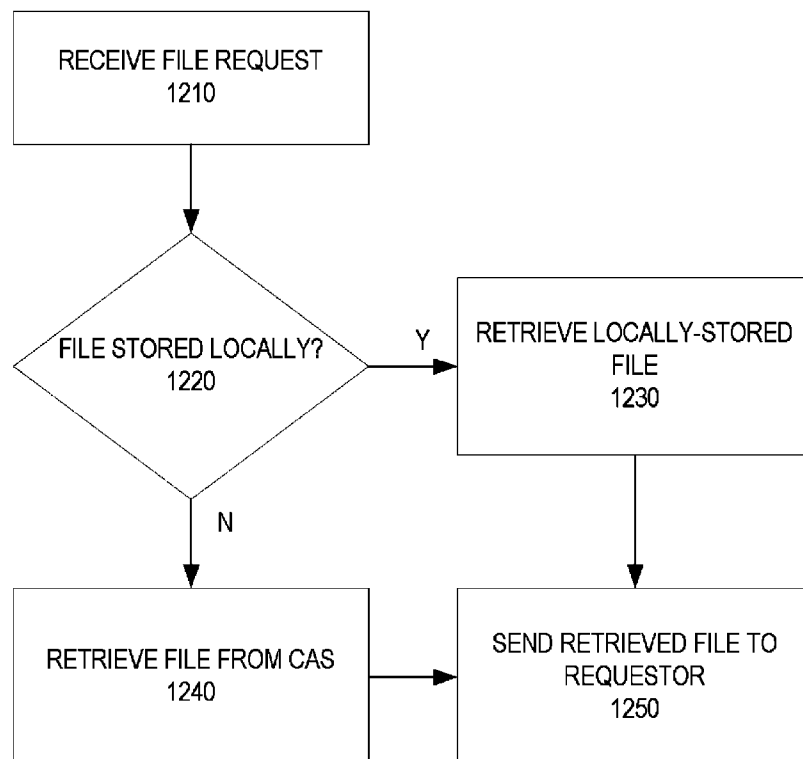 RECEIVE FILE REQUEST
1210
FILE STORED LOCALLY?
1220
Y
RETRIEVE LOCALLY-STORED
FILE
1230
N
RETRIEVE FILE FROM CAS
1240
SEND RETRIEVED FILE TO
REQUESTOR
1250